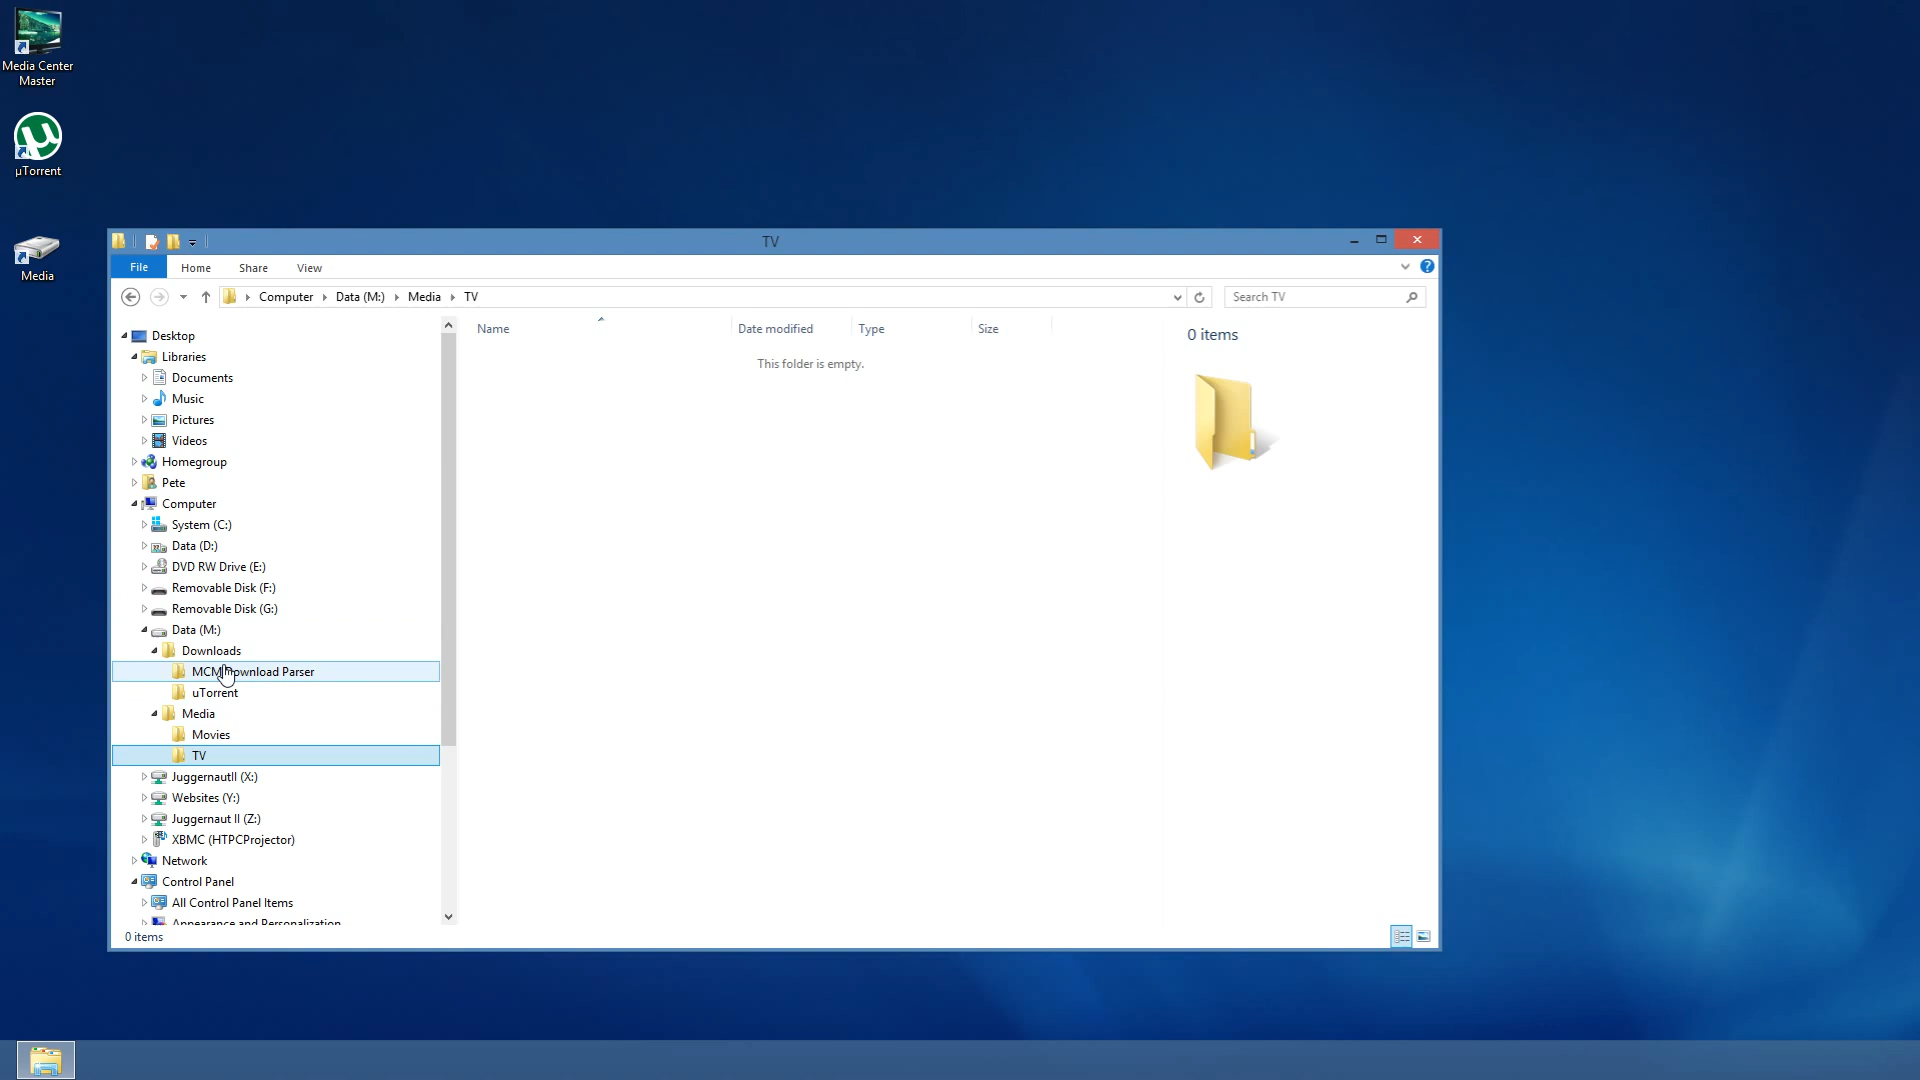 Media Center
Master
µTorrent
Media
TV
File Home Share View
Computer Data (M:) Media TV
Search TV
Name Date modified Type Size
This folder is empty.
0 items
Desktop
Libraries
Documents
Music
Pictures
Videos
Homegroup
Pete
Computer
System (C:)
Data (D:)
DVD RW Drive (E:)
Removable Disk (F:)
Removable Disk (G:)
Data (M:)
Downloads
MCM Download Parser
uTorrent
Media
Movies
TV
JuggernautII (X:)
Websites (Y:)
Juggernaut II (Z:)
XBMC (HTPCProjector)
Network
Control Panel
All Control Panel Items
Appearance and Personalization
0 items